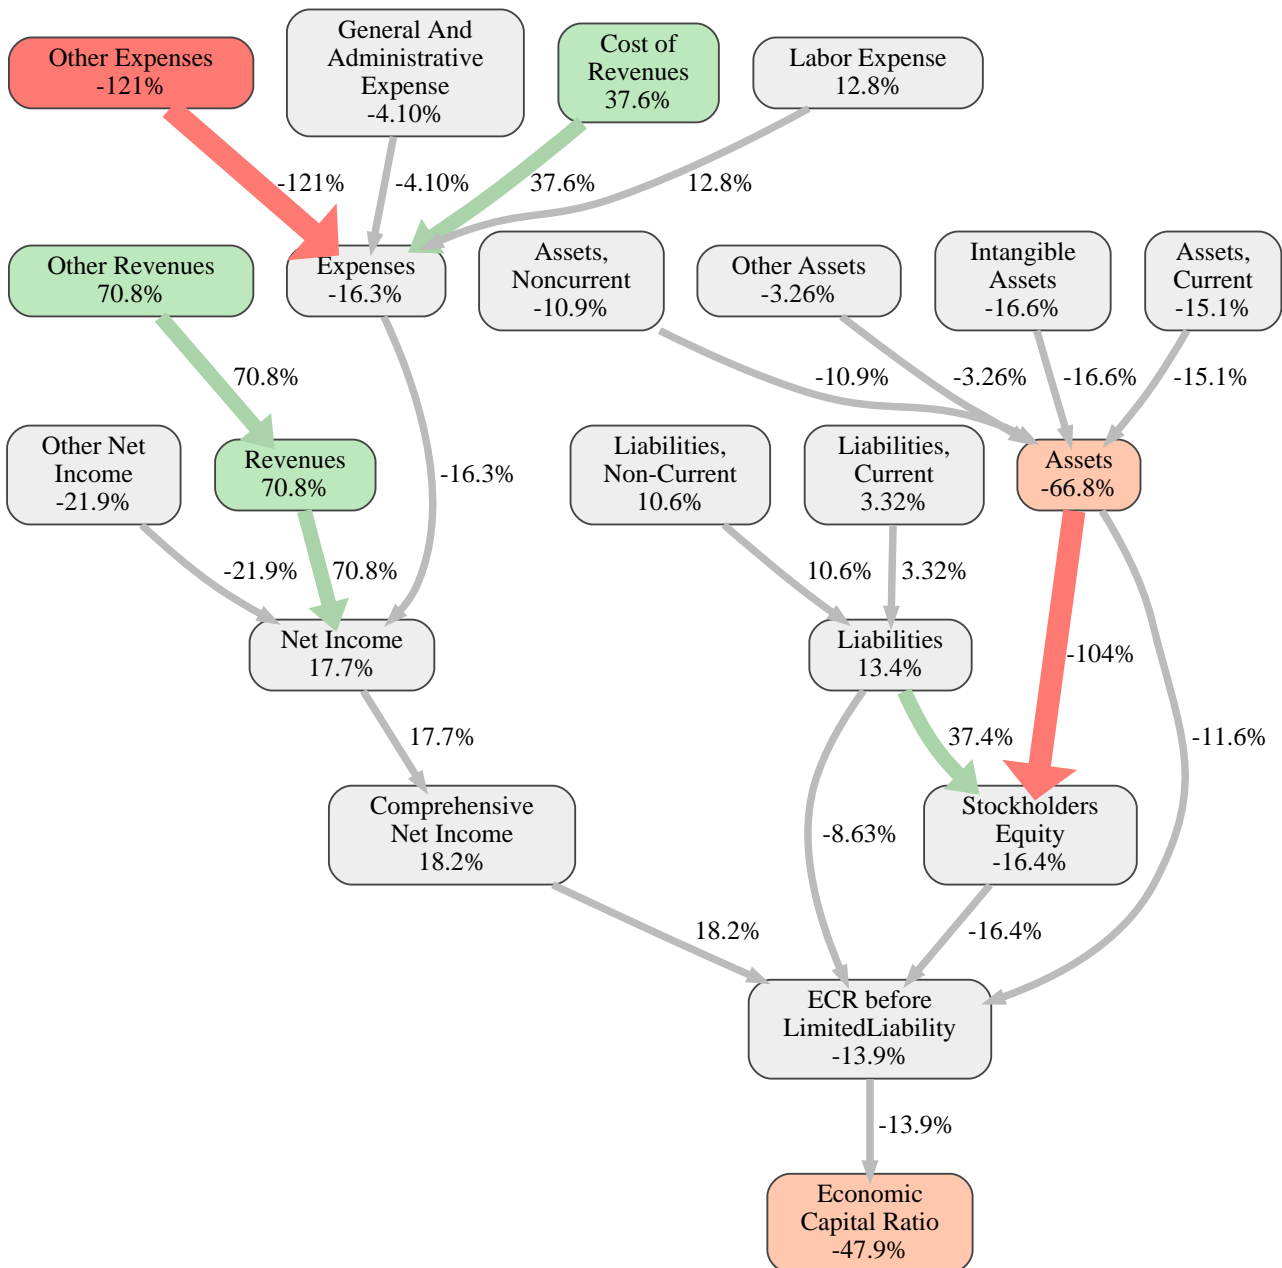 Other Expenses
-121%
General And
Administrative
Expense
-4.10%
Cost of
Revenues
37.6%
Labor Expense
12.8%
-121%
-4.10%
37.6%
12.8%
Other Revenues
70.8%
Expenses
-16.3%
Assets,
Noncurrent
-10.9%
Other Assets
-3.26%
Intangible
Assets
-16.6%
Assets,
Current
-15.1%
70.8%
-10.9%
-3.26%
-16.6%
-15.1%
Other Net
Income
-21.9%
Revenues
70.8%
-16.3%
Liabilities,
Non-Current
10.6%
Liabilities,
Current
3.32%
Assets
-66.8%
-21.9%
70.8%
10.6%
3.32%
Net Income
17.7%
Liabilities
13.4%
-104%
17.7%
37.4%
-11.6%
Comprehensive
Net Income
18.2%
-8.63%
Stockholders
Equity
-16.4%
18.2%
-16.4%
ECR before
LimitedLiability
-13.9%
-13.9%
Economic
Capital Ratio
-47.9%